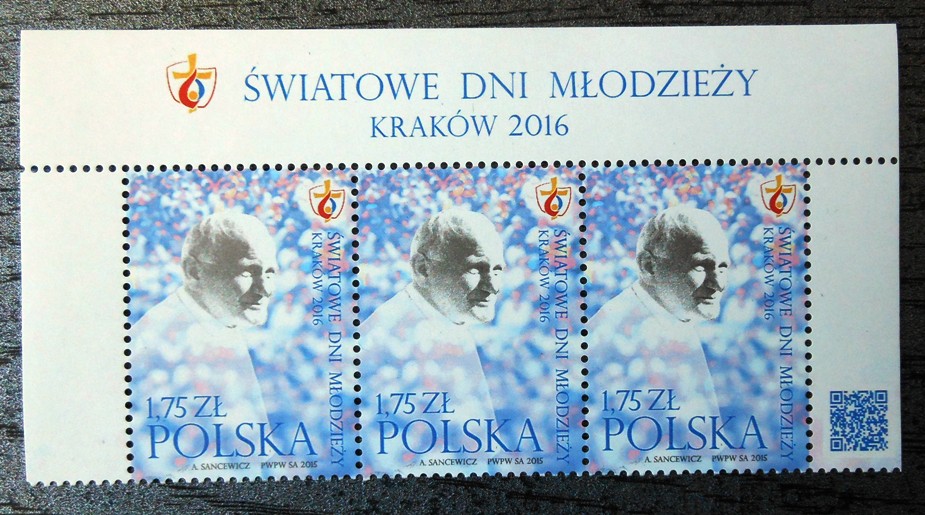 ŚWIATOWE DNI MŁODZIEŻY
KRAKÓW 2016
ŚWIATOWE DNI MŁODZIEŻY
KRAKÓW 2016
1,75 ZŁ
POLSKA
A. SANCEWICZ PWPW SA 2015
ŚWIATOWE DNI MŁODZIEŻY
KRAKÓW 2016
1,75 ZŁ
POLSKA
A. SANCEWICZ PWPW SA 2015
ŚWIATOWE DNI MŁODZIEŻY
KRAKÓW 2016
1,75 ZŁ
POLSKA
A. SANCEWICZ PWPW SA 2015